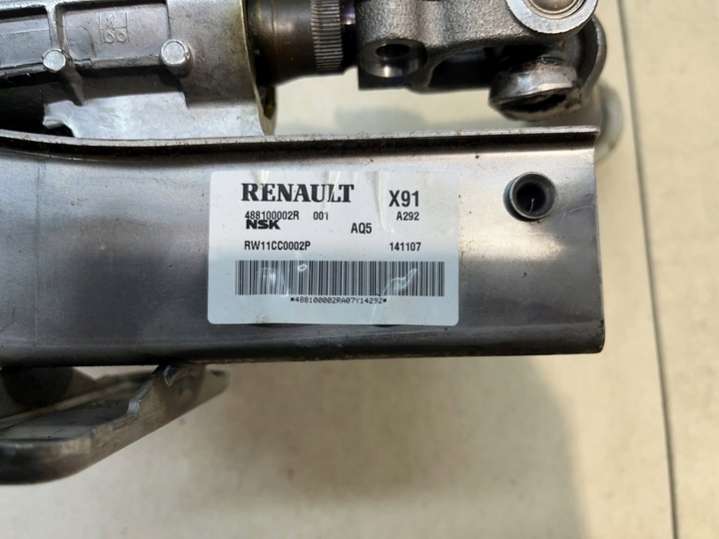 RENAULT X91
488100002R 001 A292
NSK AQ5
RW11CC0002P 141107
*488100002RA07Y14292*